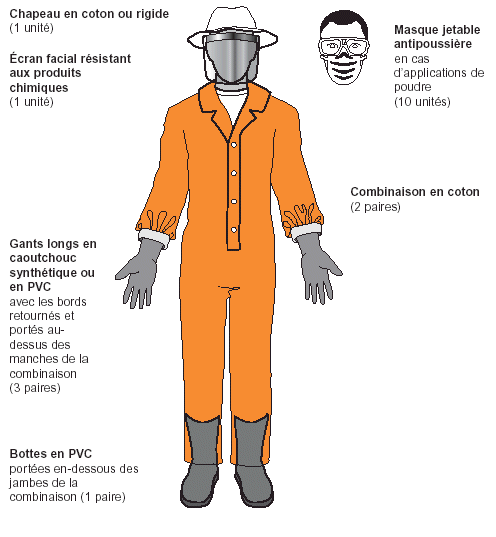 Chapeau en coton ou rigide
(1 unité)
Écran facial résistant
aux produits
chimiques
(1 unité)
Masque jetable
antipoussière
en cas
d'applications de
poudre
(10 unités)
Combinaison en coton
(2 paires)
Gants longs en
caoutchouc
synthétique ou
en PVC
avec les bords
retournés et
portés au-
dessus des
manches de la
combinaison
(3 paires)
Bottes en PVC
portées en-dessous des
jambes de la
combinaison (1 paire)